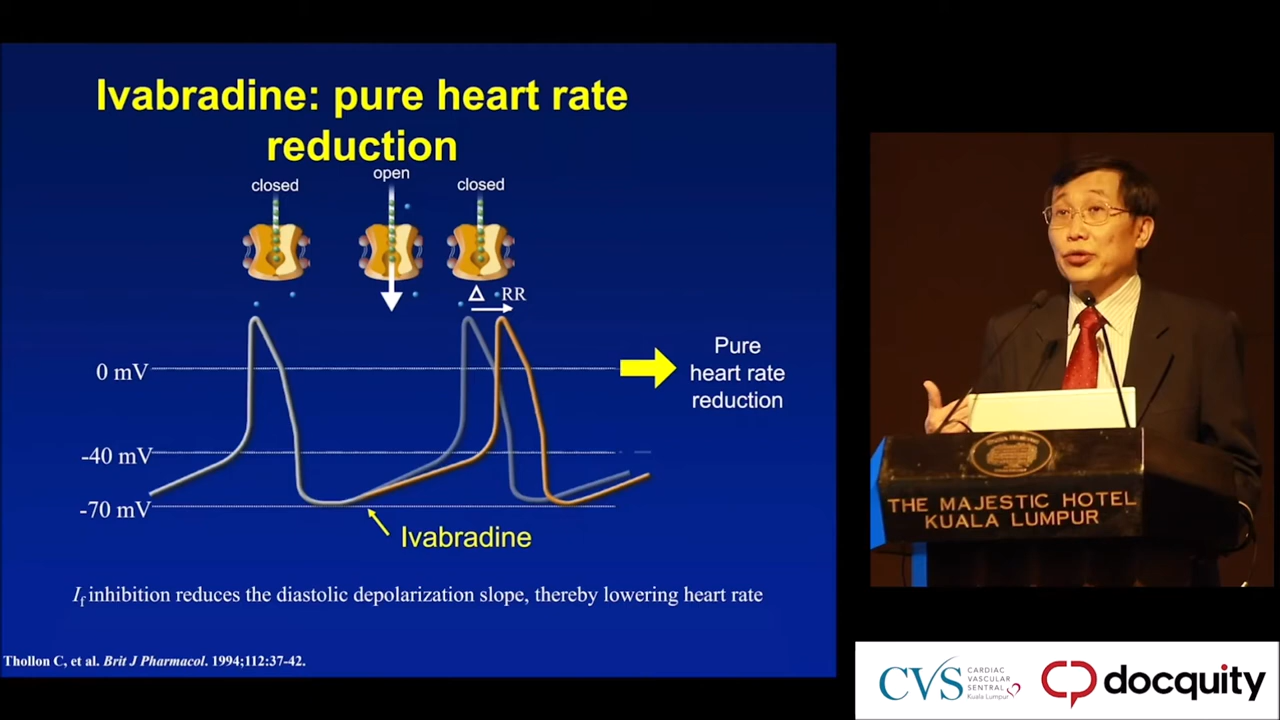 Ivabradine: pure heart rate
reduction
closed
open
closed
Δ RR
0 mV
-40 mV
-70 mV
Pure
heart rate
reduction
Ivabradine
If inhibition reduces the diastolic depolarization slope, thereby lowering heart rate
Thollon C, et al. Brit J Pharmacol. 1994;112:37-42.
THE MAJESTIC HOTEL
KUALA LUMPUR
CVS
CARDIAC
VASCULAR
SENTRAL
Kuala Lumpur
docquity